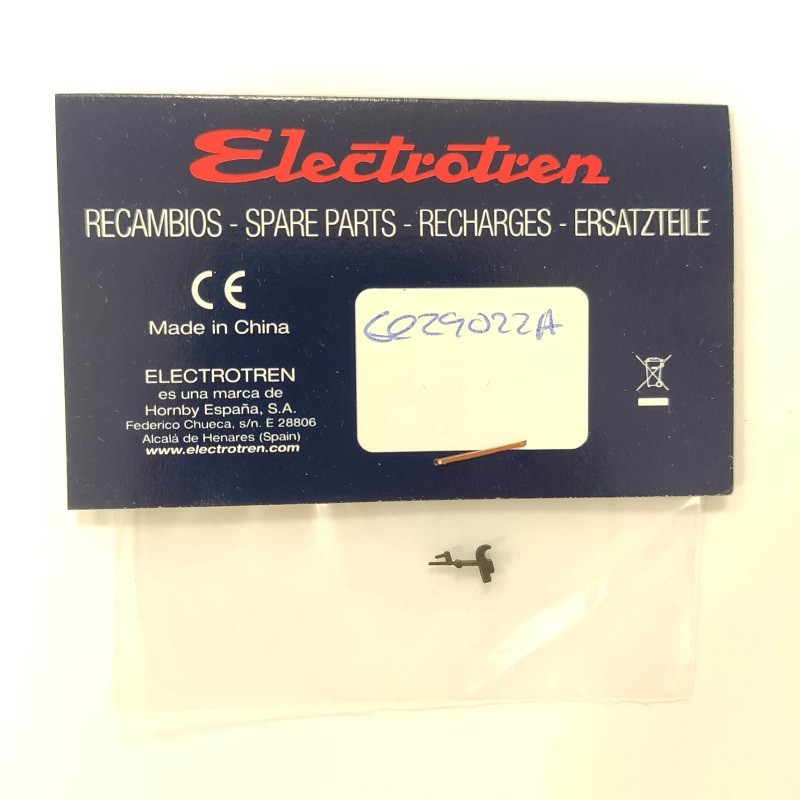 Electrotren
RECAMBIOS - SPARE PARTS - RECHARGES - ERSATZTEILE
CE
Made in China
6029022A
ELECTROTREN
es una marca de
Hornby España, S.A.
Federico Chueca, s/n. E 28806
Alcalá de Henares (Spain)
www.electrotren.com